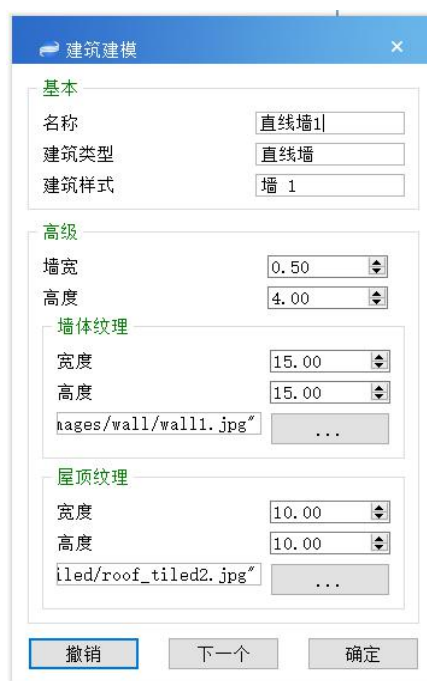 建筑建模 ×
基本
名称 直线墙1
建筑类型 直线墙
建筑样式 墙 1
高级
墙宽 0.50
高度 4.00
墙体纹理
宽度 15.00
高度 15.00
mages/wall/wall1.jpg" ...
屋顶纹理
宽度 10.00
高度 10.00
iled/roof_tiled2.jpg" ...
撤销 下一个 确定